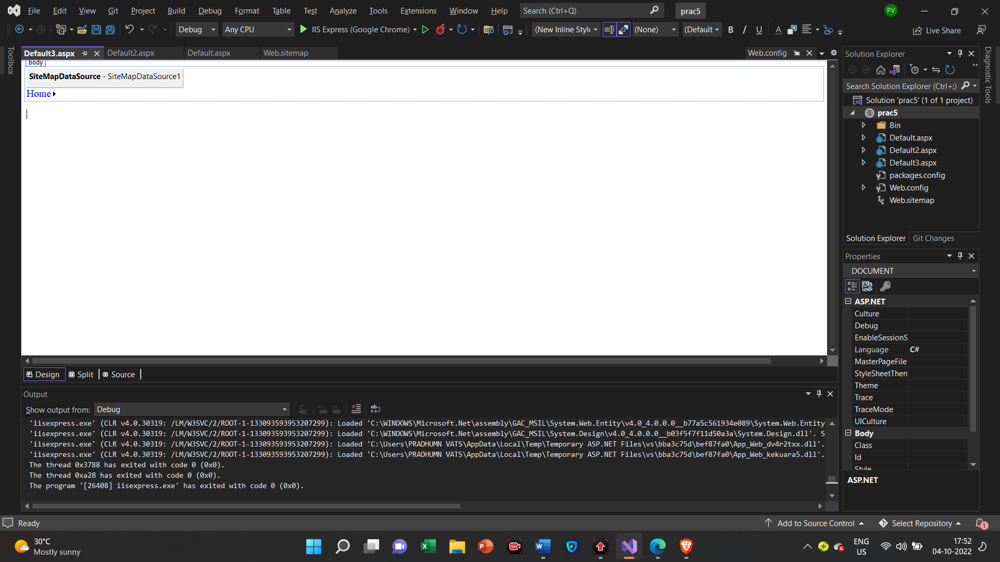 File Edit View Git Project Build Debug Format Table Test Analyze Tools Extensions Window Help Search (Ctrl+Q) prac5 PV
Debug Any CPU IIS Express (Google Chrome) (New Inline Style (None) (Default B I U A Live Share
Toolbox
Default3.aspx Default2.aspx Default.aspx Web.sitemap Web.config
body
SiteMapDataSource - SiteMapDataSource1
Home
Design Split Source
Output
Show output from: Debug
'iisexpress.exe' (CLR v4.0.30319: /LM/W3SVC/2/ROOT-1-133093593953207299): Loaded 'C:\WINDOWS\Microsoft.Net\assembly\GAC_MSIL\System.Web.Entity\v4.0_4.0.0.0__b77a5c561934e089\System.Web.Entity
'iisexpress.exe' (CLR v4.0.30319: /LM/W3SVC/2/ROOT-1-133093593953207299): Loaded 'C:\WINDOWS\Microsoft.Net\assembly\GAC_MSIL\System.Design\v4.0_4.0.0.0__b03f5f7f11d50a3a\System.Design.dll'. S
'iisexpress.exe' (CLR v4.0.30319: /LM/W3SVC/2/ROOT-1-133093593953207299): Loaded 'C:\Users\PRADHUMN VATS\AppData\Local\Temp\Temporary ASP.NET Files\vs\bba3c75d\bef87fa0\App_Web_dv4r2txx.dll'.
'iisexpress.exe' (CLR v4.0.30319: /LM/W3SVC/2/ROOT-1-133093593953207299): Loaded 'C:\Users\PRADHUMN VATS\AppData\Local\Temp\Temporary ASP.NET Files\vs\bba3c75d\bef87fa0\App_Web_kekuara5.dll'.
The thread 0x3788 has exited with code 0 (0x0).
The thread 0xa28 has exited with code 0 (0x0).
The program '[26408] iisexpress.exe' has exited with code 0 (0x0).
Solution Explorer
Search Solution Explorer (Ctrl+;)
Solution 'prac5' (1 of 1 project)
prac5
Bin
Default.aspx
Default2.aspx
Default3.aspx
packages.config
Web.config
Web.sitemap
Solution Explorer Git Changes
Properties
DOCUMENT
ASP.NET
Culture
Debug
EnableSessionS
Language C#
MasterPageFile
StyleSheetThem
Theme
Trace
TraceMode
UICulture
Body
Class
Id
Style
ASP.NET
Diagnostic Tools
Ready Add to Source Control Select Repository 1
30°C
Mostly sunny
ENG
US
17:52
04-10-2022